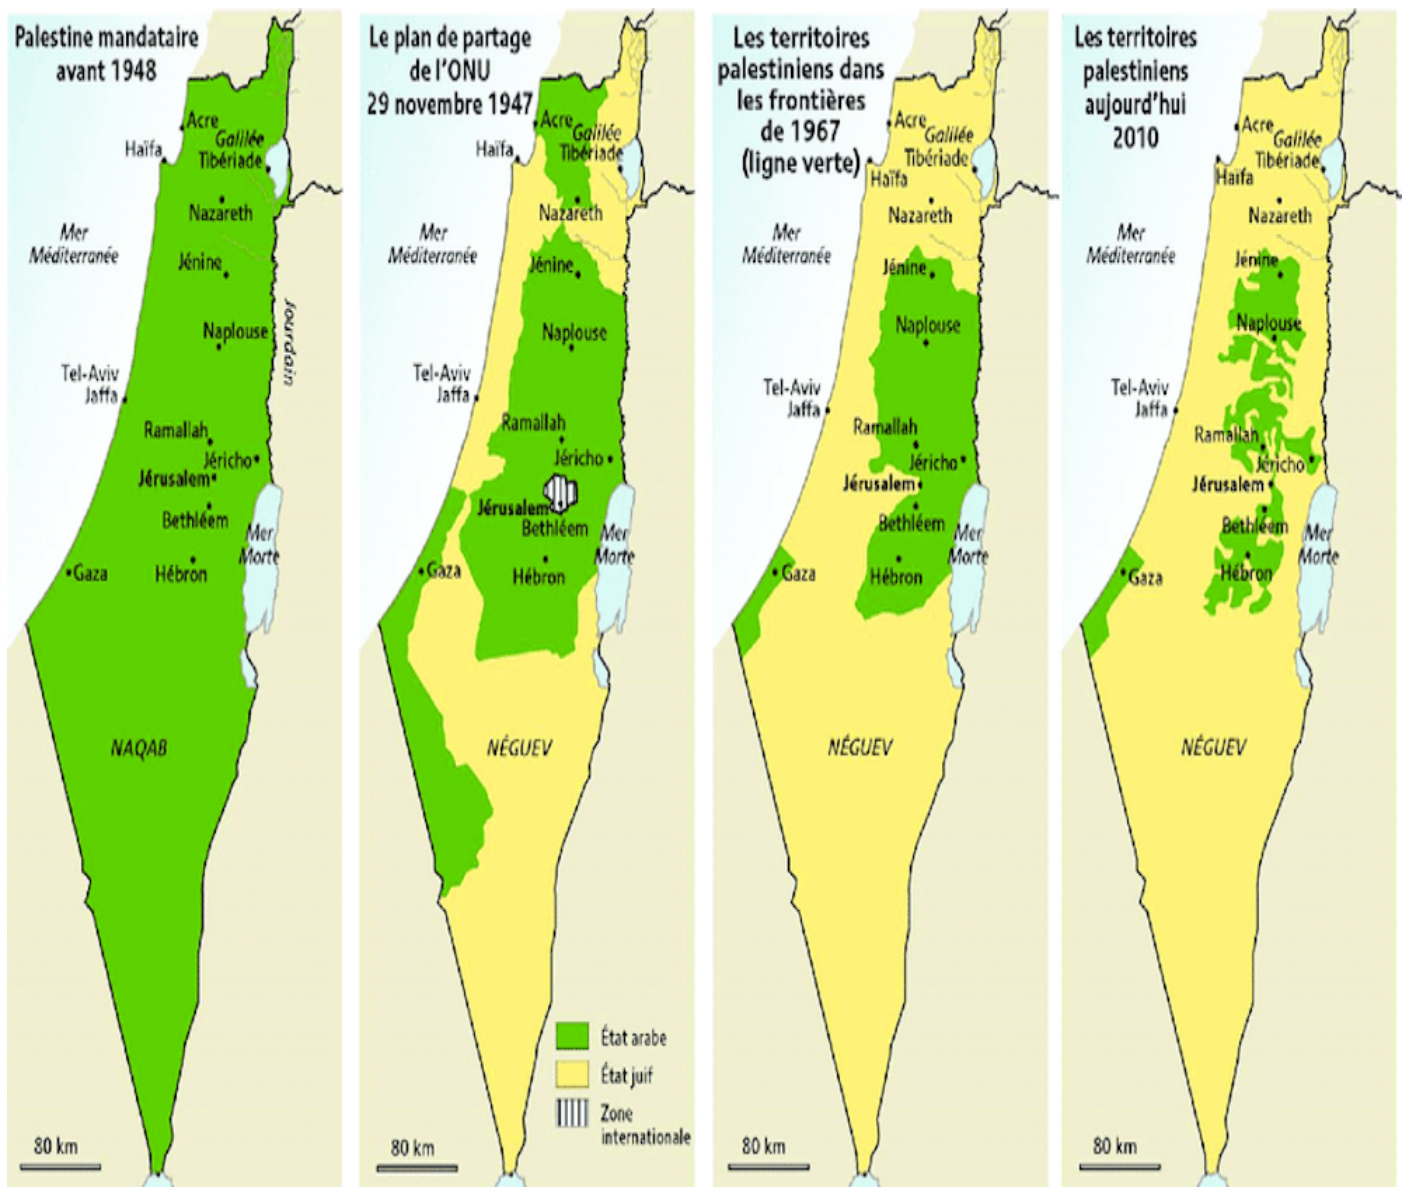 Palestine mandataire
avant 1948
Acre
Galilée
Haïfa
Tibériade
Nazareth
Mer
Méditerranée
Jénine
Jourdain
Naplouse
Tel-Aviv
Jaffa
Ramallah
Jéricho
Jérusalem
Bethléem
Mer
Morte
Gaza
Hébron
NAQAB
80 km
Le plan de partage
de l'ONU
29 novembre 1947
Acre
Galilée
Haïfa
Tibériade
Nazareth
Mer
Méditerranée
Jénine
Naplouse
Tel-Aviv
Jaffa
Ramallah
Jéricho
Jérusalem
Bethléem
Mer
Morte
Gaza
Hébron
NÉGUEV
État arabe
État juif
Zone
internationale
80 km
Les territoires
palestiniens dans
les frontières
de 1967
(ligne verte)
Acre
Galilée
Tibériade
Haïfa
Nazareth
Mer
Méditerranée
Jénine
Naplouse
Tel-Aviv
Jaffa
Ramallah
Jéricho
Jérusalem
Bethléem
Mer
Morte
Gaza
Hébron
NÉGUEV
80 km
Les territoires
palestiniens
aujourd'hui
2010
Acre
Galilée
Tibériade
Haïfa
Nazareth
Mer
Méditerranée
Jénine
Naplouse
Tel-Aviv
Jaffa
Ramallah
Jéricho
Jérusalem
Bethléem
Mer
Morte
Gaza
Hébron
NÉGUEV
80 km